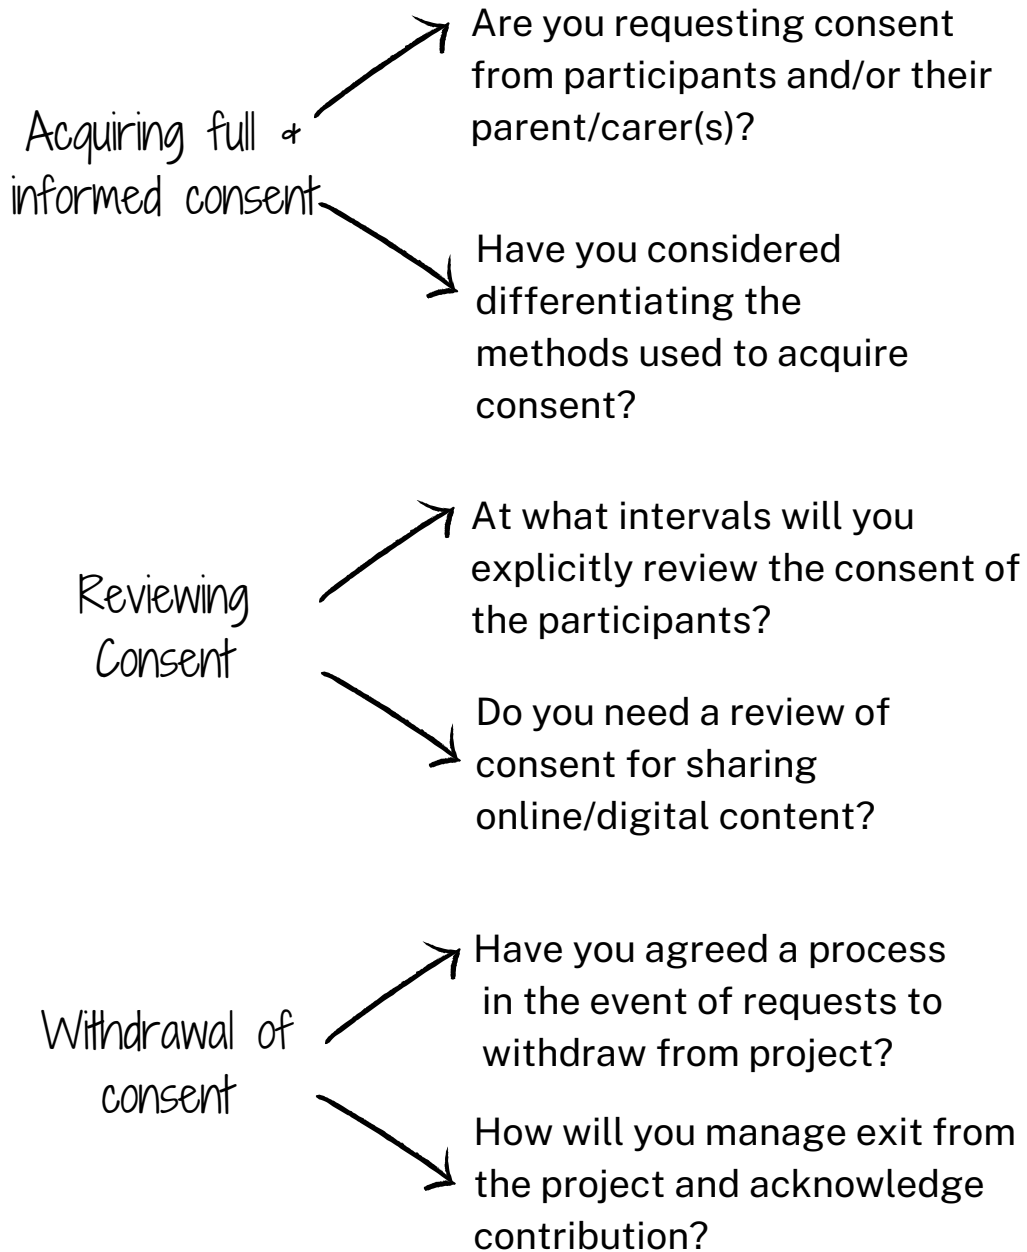 Acquiring full &
informed consent
Are you requesting consent
from participants and/or their
parent/carer(s)?
Have you considered
differentiating the
methods used to acquire
consent?
Reviewing
Consent
At what intervals will you
explicitly review the consent of
the participants?
Do you need a review of
consent for sharing
online/digital content?
Withdrawal of
consent
Have you agreed a process
in the event of requests to
withdraw from project?
How will you manage exit from
the project and acknowledge
contribution?